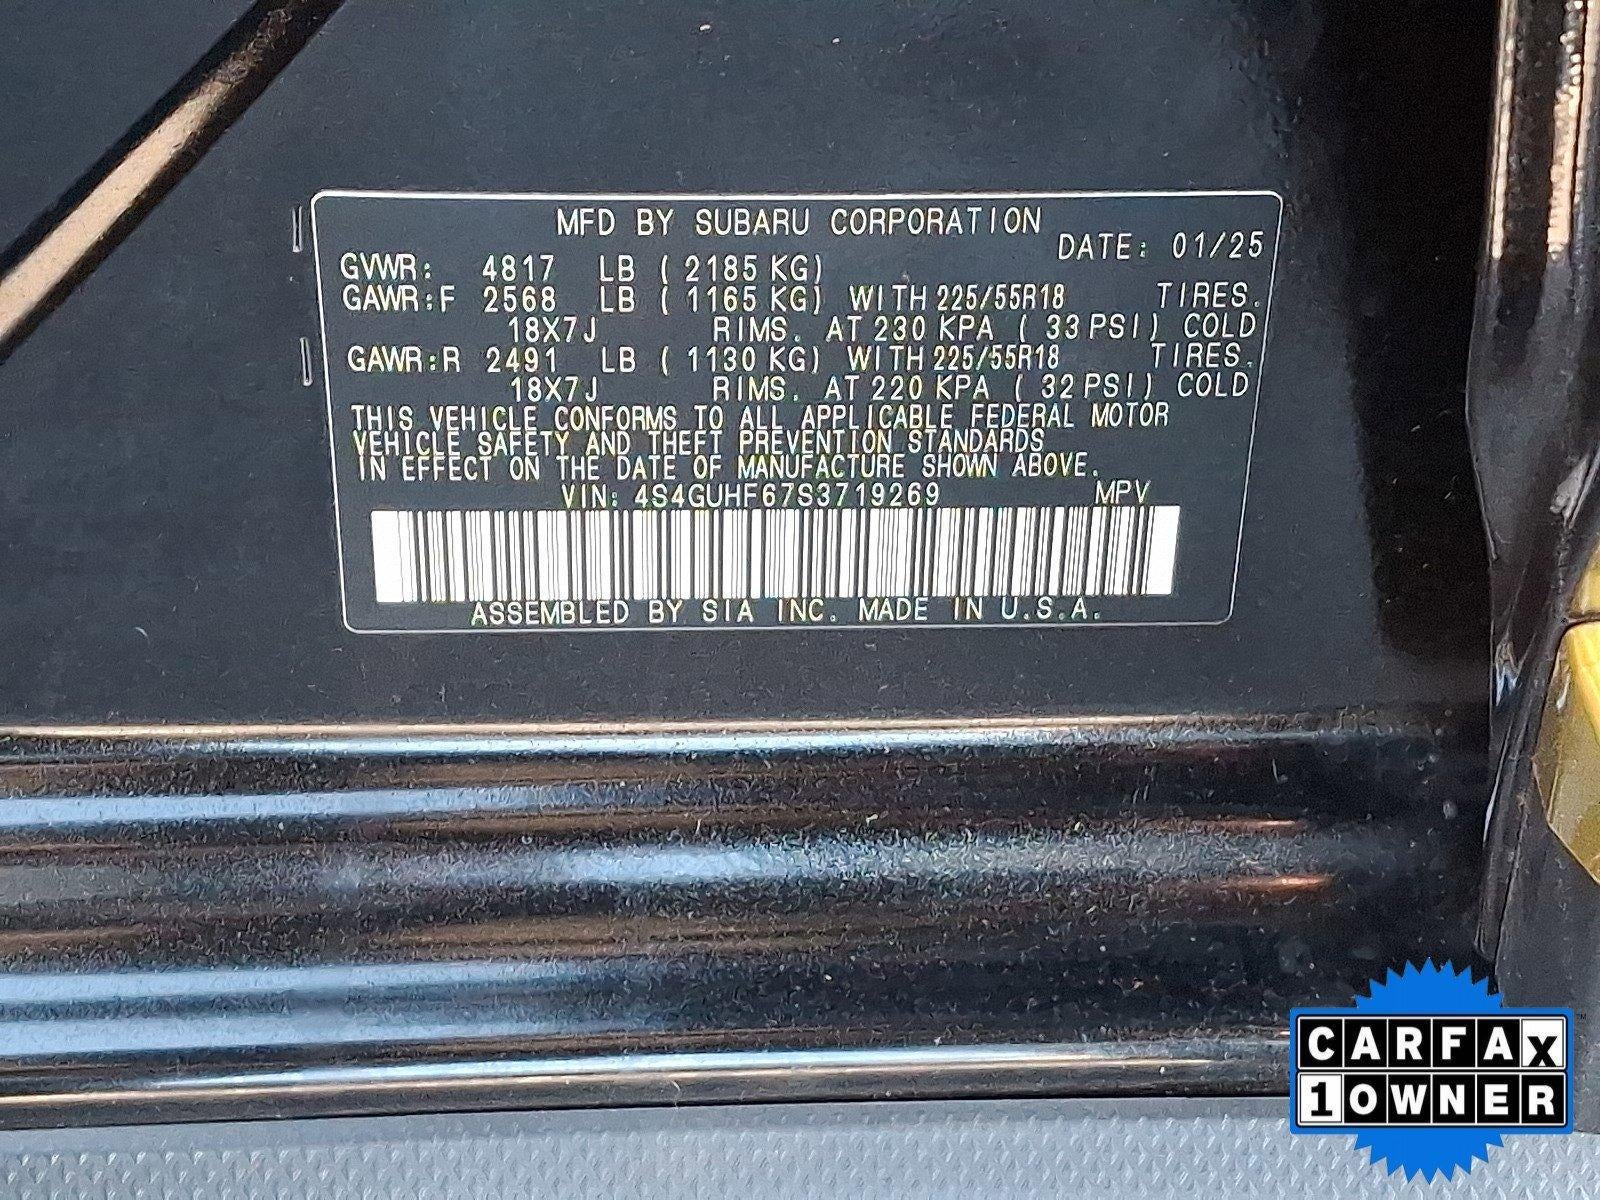 MFD BY SUBARU CORPORATION
DATE: 01/25
GVWR: 4817 LB ( 2185 KG)
GAWR:F 2568 LB ( 1165 KG) WITH 225/55R18 TIRES.
18X7J RIMS. AT 230 KPA ( 33 PSI) COLD
GAWR:R 2491 LB ( 1130 KG) WITH 225/55R18 TIRES.
18X7J RIMS. AT 220 KPA ( 32 PSI) COLD
THIS VEHICLE CONFORMS TO ALL APPLICABLE FEDERAL MOTOR
VEHICLE SAFETY AND THEFT PREVENTION STANDARDS
IN EFFECT ON THE DATE OF MANUFACTURE SHOWN ABOVE.
VIN: 4S4GUHF67S3719269 MPV
ASSEMBLED BY SIA INC. MADE IN U.S.A.
CARFAX™
1 OWNER